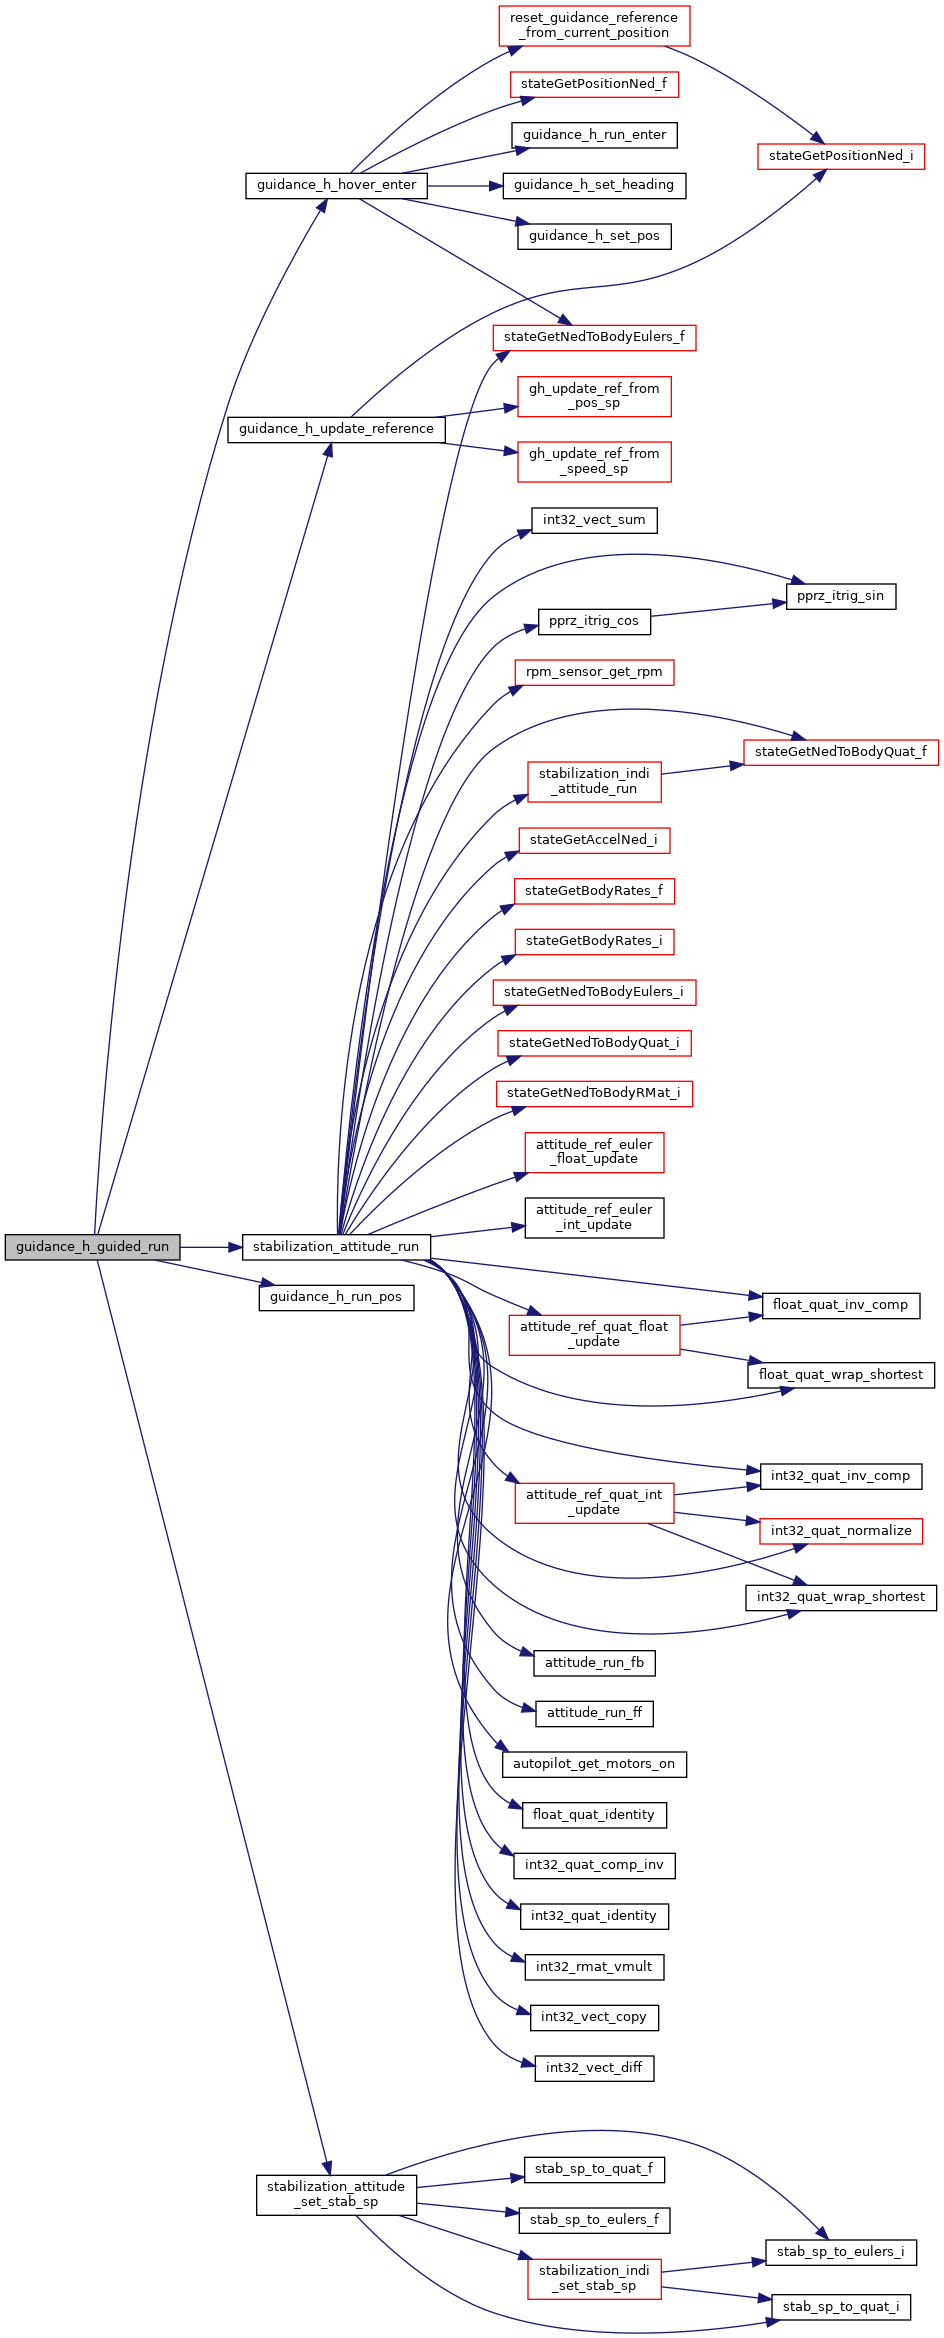 reset_guidance_reference
_from_current_position
stateGetPositionNed_f
guidance_h_run_enter
stateGetPositionNed_i
guidance_h_hover_enter
guidance_h_set_heading
guidance_h_set_pos
stateGetNedToBodyEulers_f
gh_update_ref_from
_pos_sp
guidance_h_update_reference
gh_update_ref_from
_speed_sp
int32_vect_sum
pprz_itrig_sin
pprz_itrig_cos
rpm_sensor_get_rpm
stateGetNedToBodyQuat_f
stabilization_indi
_attitude_run
stateGetAccelNed_i
stateGetBodyRates_f
stateGetBodyRates_i
stateGetNedToBodyEulers_i
stateGetNedToBodyQuat_i
stateGetNedToBodyRMat_i
attitude_ref_euler
_float_update
attitude_ref_euler
_int_update
guidance_h_guided_run
stabilization_attitude_run
guidance_h_run_pos
float_quat_inv_comp
attitude_ref_quat_float
_update
float_quat_wrap_shortest
int32_quat_inv_comp
attitude_ref_quat_int
_update
int32_quat_normalize
int32_quat_wrap_shortest
attitude_run_fb
attitude_run_ff
autopilot_get_motors_on
float_quat_identity
int32_quat_comp_inv
int32_quat_identity
int32_rmat_vmult
int32_vect_copy
int32_vect_diff
stab_sp_to_quat_f
stabilization_attitude
_set_stab_sp
stab_sp_to_eulers_f
stab_sp_to_eulers_i
stabilization_indi
_set_stab_sp
stab_sp_to_quat_i